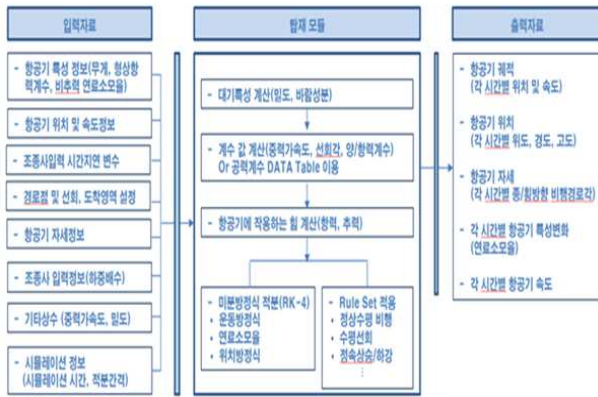 입력자료
- 항공기 특성 정보(무게, 형상항
력계수, 비추력 연료소모율)
- 항공기 위치 및 속도정보
- 조종사입력 시간지연 변수
- 경로점 및 선회, 도착영역 설정
- 항공기 자세정보
- 조종사 입력정보(하중배수)
- 기타상수 (중력가속도, 밀도)
- 시뮬레이션 정보
(시뮬레이션 시간, 적분간격)
탑재 모듈
- 대기특성 계산(밀도, 바람성분)
- 계수 값 계산(중력가속도, 선회각, 양/항력계수)
Or 공력계수 DATA Table 이용
- 항공기에 작용하는 힘 계산(항력, 추력)
- 미분방정식 적분(RK-4)
• 운동방정식
• 연료소모율
• 위치방정식
- Rule Set 적용
• 정상수평 비행
• 수평선회
• 정속상승/하강
⋮
출력자료
- 항공기 궤적
(각 시간별 위치 및 속도)
- 항공기 위치
(각 시간별 위도, 경도, 고도)
- 항공기 자세
(각 시간별 종/횡방향 비행경로각)
- 각 시간별 항공기 특성변화
(연료소모율)
- 각 시간별 항공기 속도